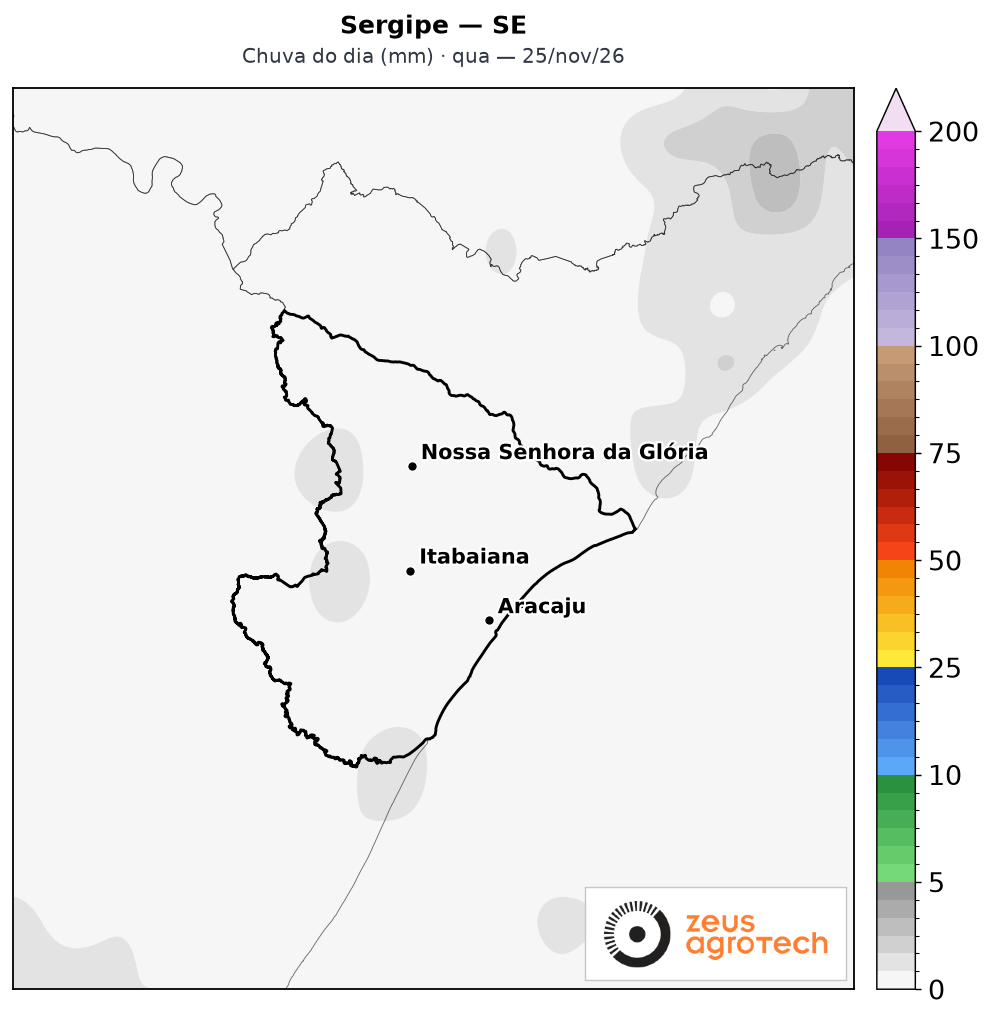 Sergipe — SE
Chuva do dia (mm) · qua — 25/nov/26
200
150
100
75
50
25
10
5
0
Nossa Senhora da Glória
Itabaiana
Aracaju
zeus
agrotech